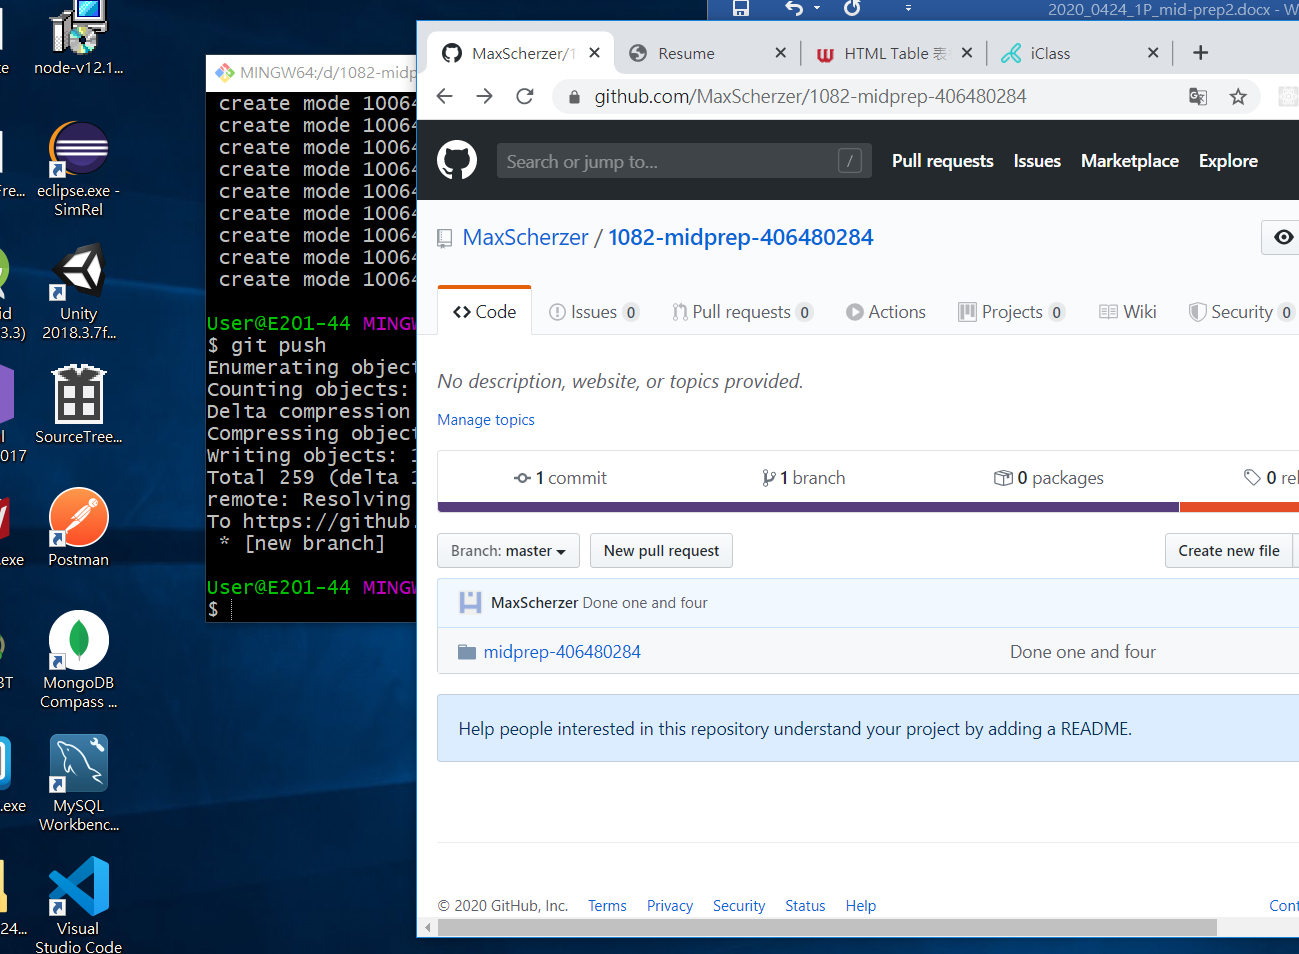 2020_0424_1P_mid-prep2.docx - W
node-v12.1...
eclipse.exe -
SimRel
Fre...
Unity
2018.3.7f...
id
3.3)
SourceTree...
017
Postman
.exe
MongoDB
Compass ...
3T
MySQL
Workbenc...
.exe
Visual
Studio Code
24...
MINGW64:/d/1082-midp
create mode 10064
create mode 10064
create mode 10064
create mode 10064
create mode 10064
create mode 10064
create mode 10064
create mode 10064
create mode 10064
User@E201-44 MINGW
$ git push
Enumerating object
Counting objects:
Delta compression
Compressing object
Writing objects: 1
Total 259 (delta 1
remote: Resolving
To https://github.
* [new branch]
User@E201-44 MINGW
$
MaxScherzer/1
Resume
HTML Table 表
iClass
github.com/MaxScherzer/1082-midprep-406480284
Search or jump to... /
Pull requests Issues Marketplace Explore
MaxScherzer / 1082-midprep-406480284
Code Issues 0 Pull requests 0 Actions Projects 0 Wiki Security 0
No description, website, or topics provided.
Manage topics
1 commit 1 branch 0 packages 0 rel
Branch: master New pull request Create new file
MaxScherzer Done one and four
midprep-406480284 Done one and four
Help people interested in this repository understand your project by adding a README.
© 2020 GitHub, Inc. Terms Privacy Security Status Help Cont